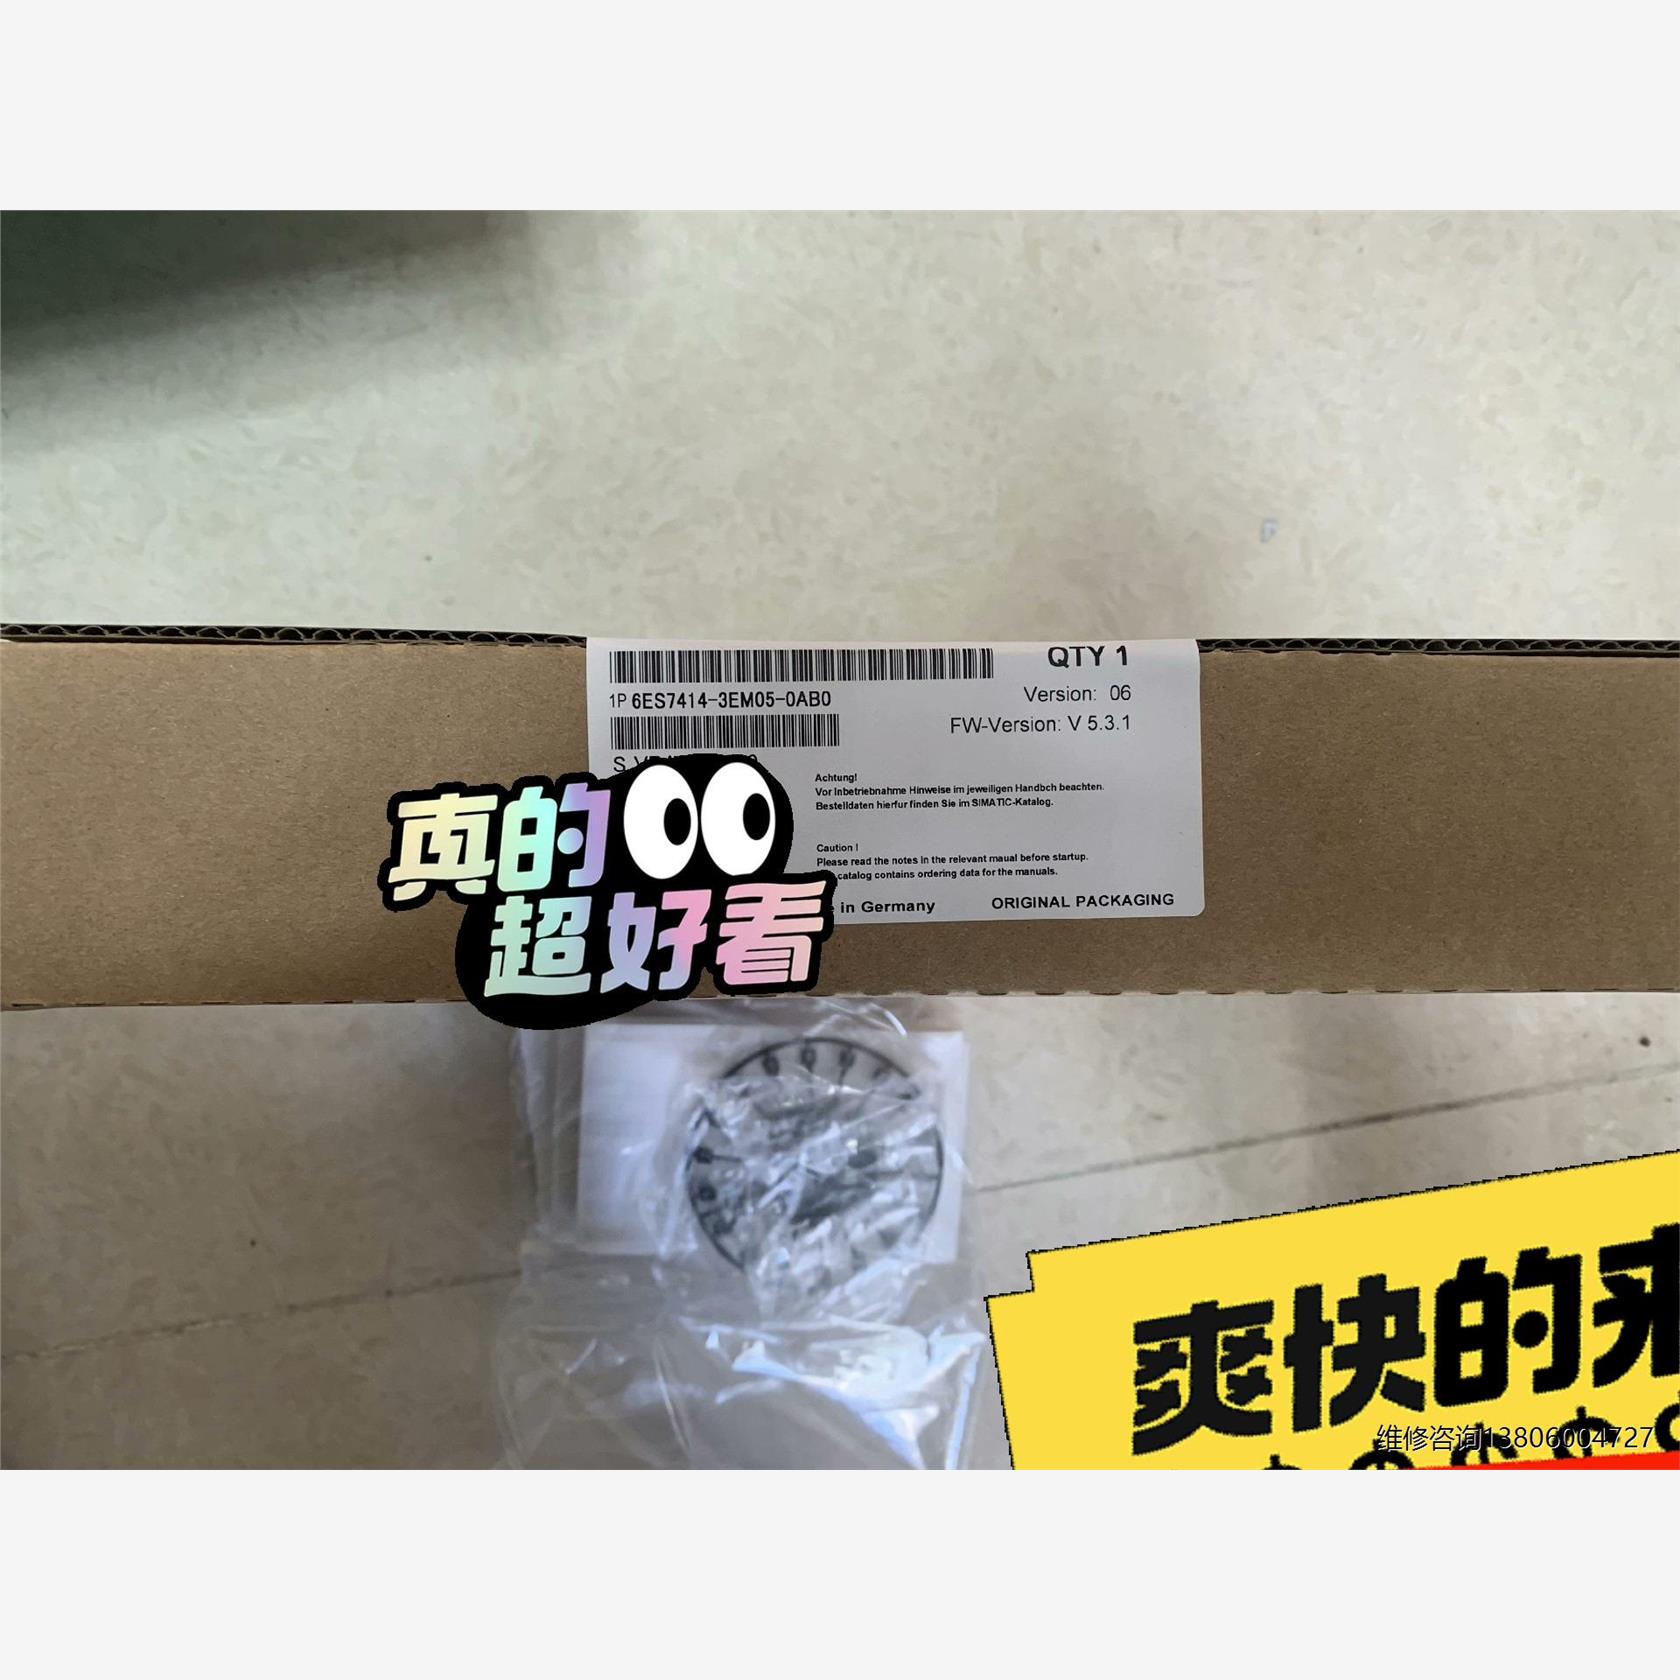 QTY 1
1P 6ES7414-3EM05-0AB0
Version: 06
FW-Version: V 5.3.1
S
Achtung!
Vor Inbetriebnahme Hinweise im jeweiligen Handbch beachten.
Bestelldaten hierfur finden Sie im SIMATIC-Katalog.
Caution !
Please read the notes in the relevant maual before startup.
catalog contains ordering data for the manuals.
in Germany
ORIGINAL PACKAGING
真的
超好看
爽快的来
维修咨询13806004727